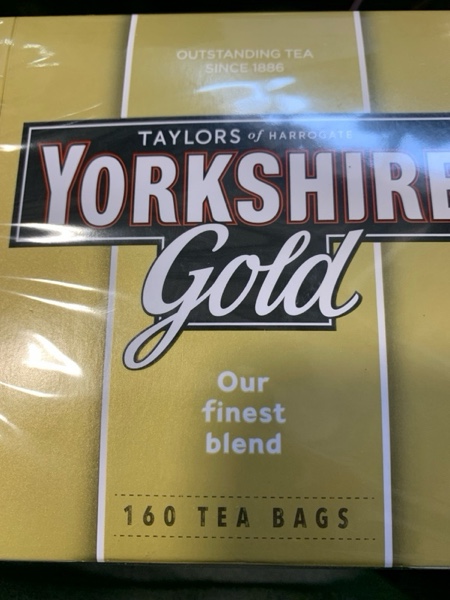 OUTSTANDING TEA
SINCE 1886
TAYLORS of HARROGATE
YORKSHIRE
Gold
Our
finest
blend
160 TEA BAGS